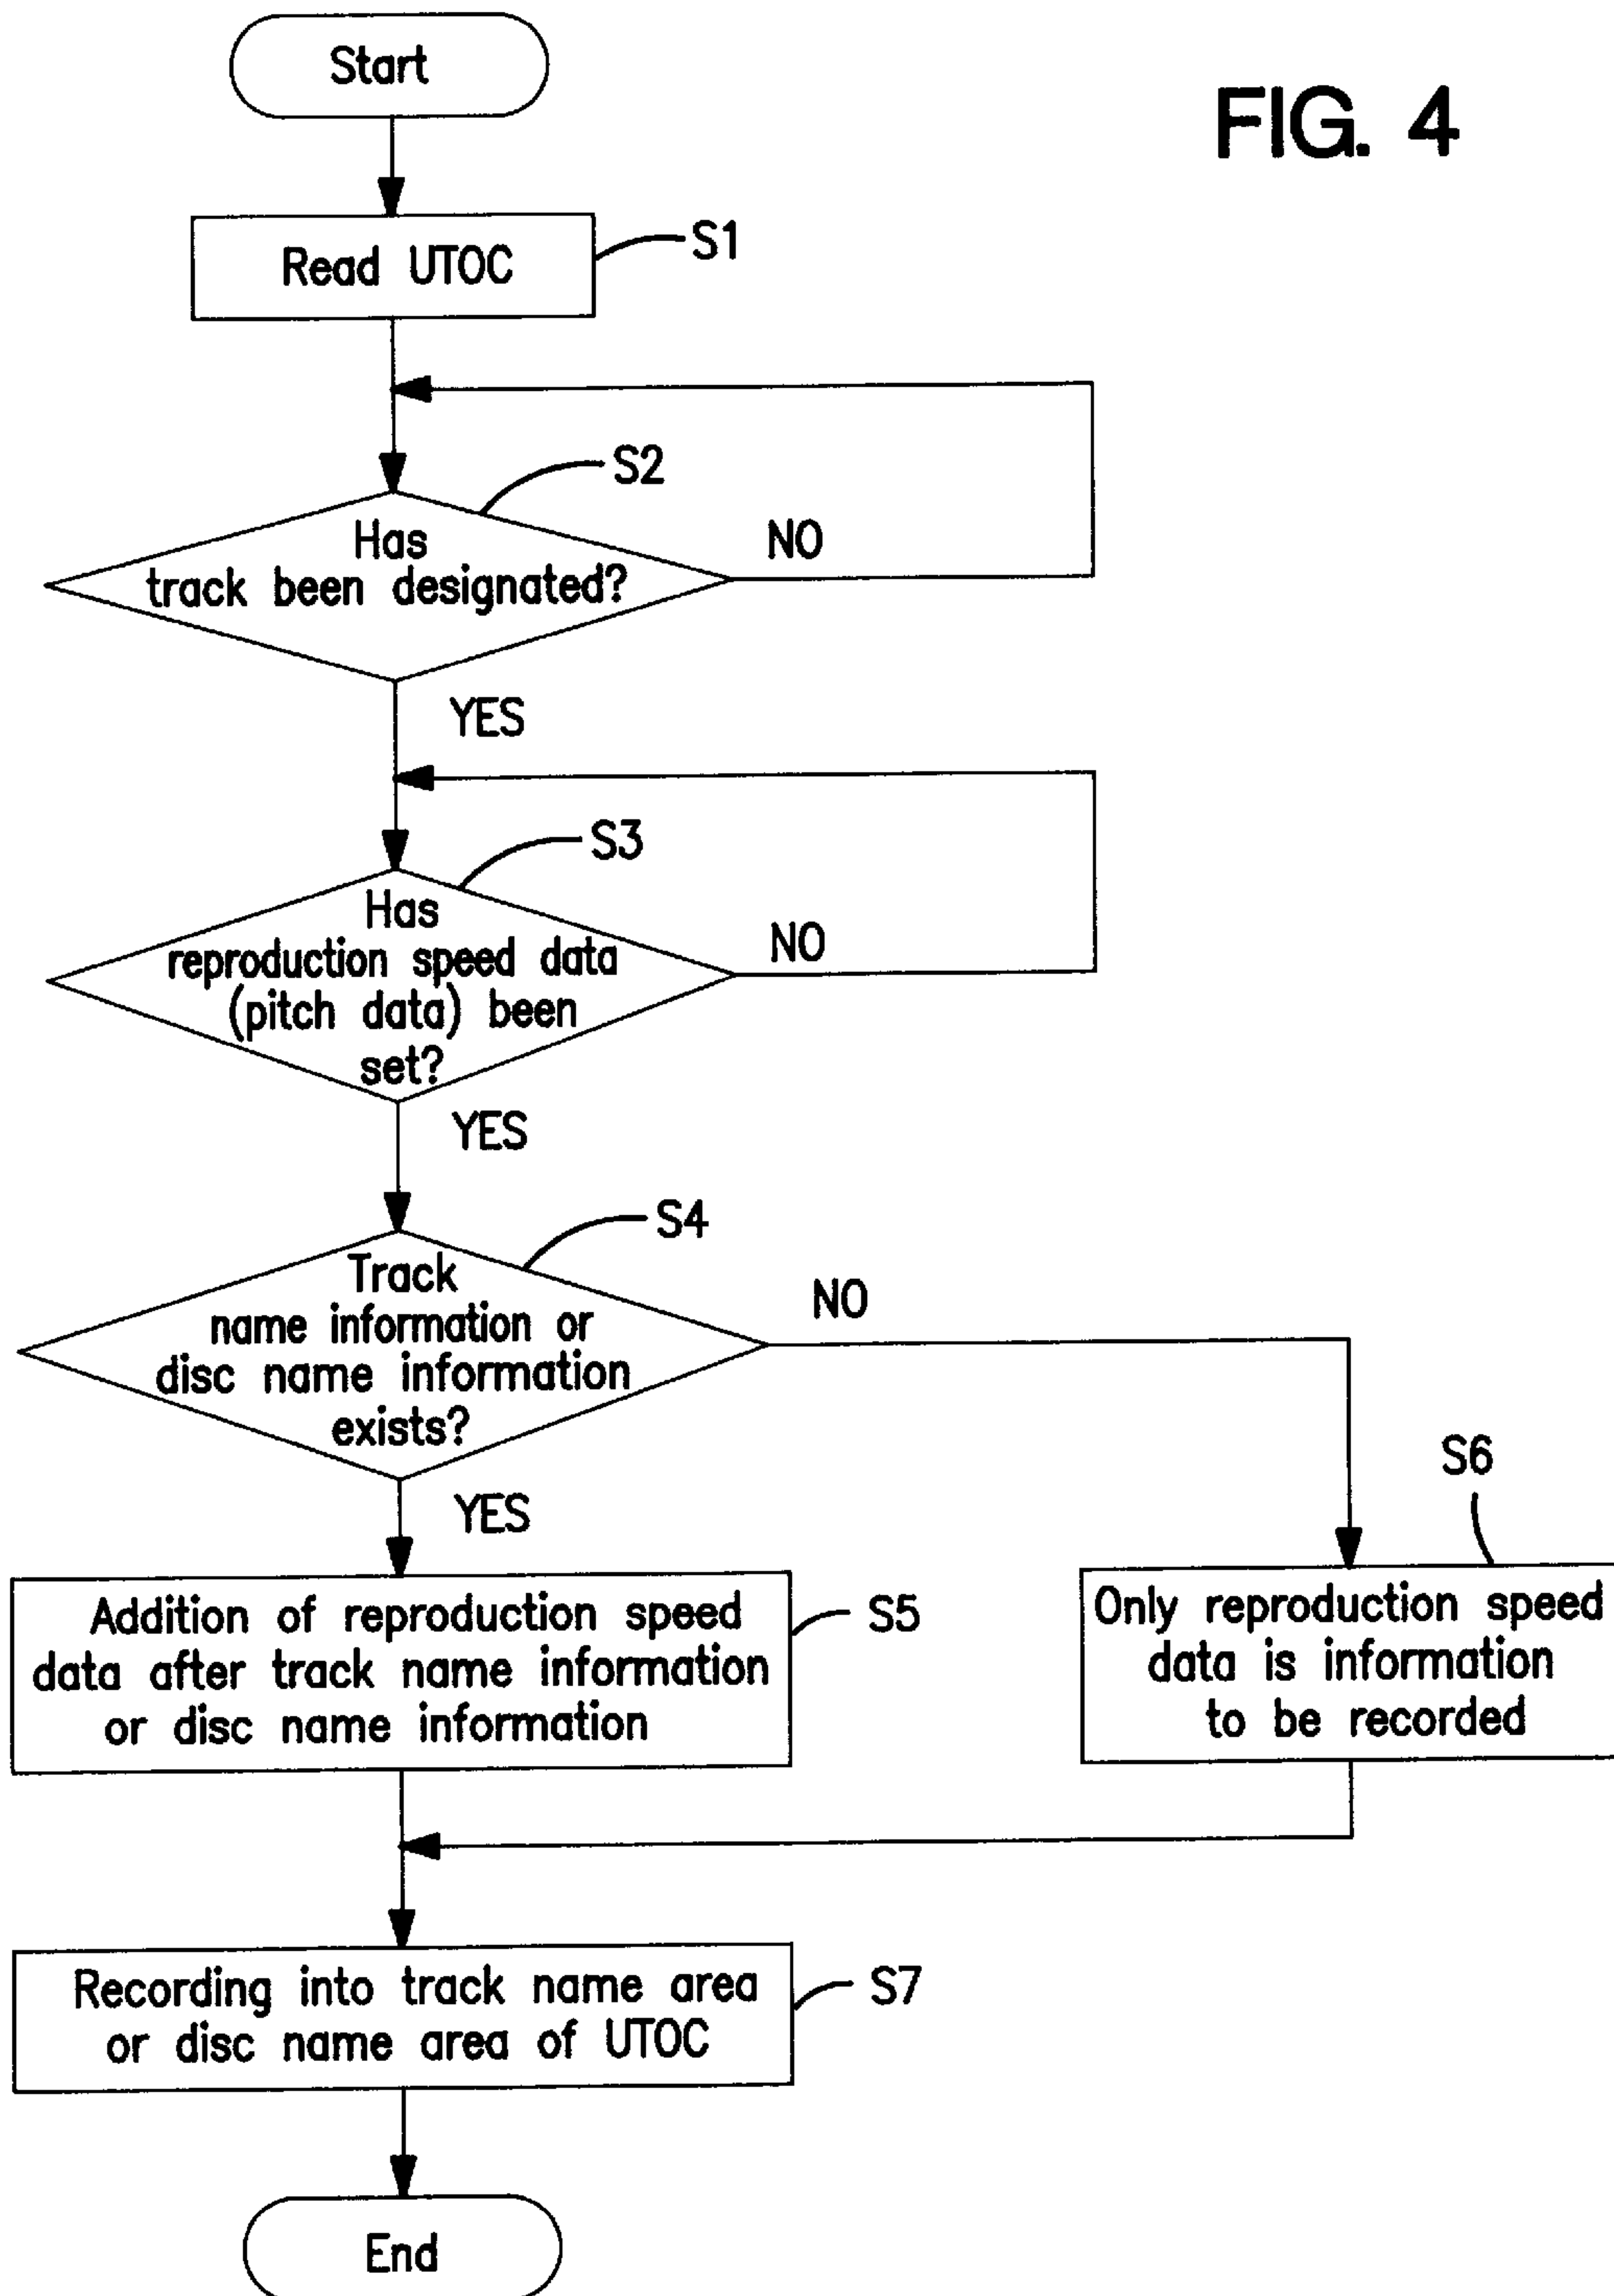 Start
FIG. 4
Read UTOC
S1
S2
Has
track been designated?
NO
YES
S3
Has
reproduction speed data
(pitch data) been
set?
NO
YES
S4
Track
name information or
disc name information
exists?
NO
YES
S6
Addition of reproduction speed
data after track name information
or disc name information
S5
Only reproduction speed
data is information
to be recorded
Recording into track name area
or disc name area of UTOC
S7
End